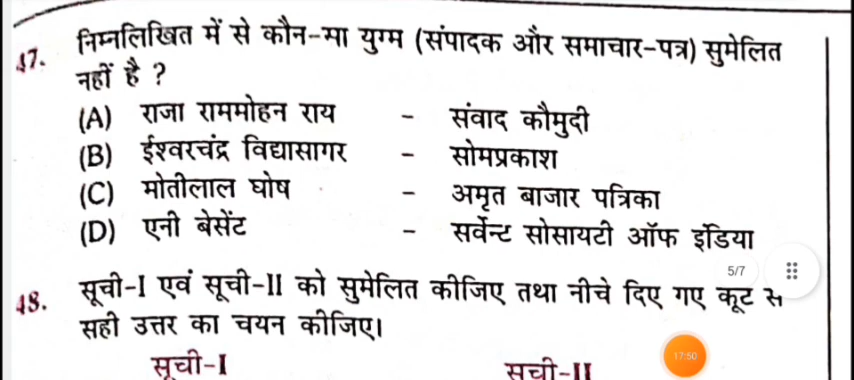 47. निम्नलिखित में से कौन-सा युग्म (संपादक और समाचार-पत्र) सुमेलित
नहीं है ?
(A) राजा राममोहन राय - संवाद कौमुदी
(B) ईश्वरचंद्र विद्यासागर - सोमप्रकाश
(C) मोतीलाल घोष - अमृत बाजार पत्रिका
(D) एनी बेसेंट - सर्वेन्ट सोसायटी ऑफ इंडिया
5/7
48. सूची-I एवं सूची-II को सुमेलित कीजिए तथा नीचे दिए गए कूट से
सही उत्तर का चयन कीजिए।
17:50
सूची-I सूची-II